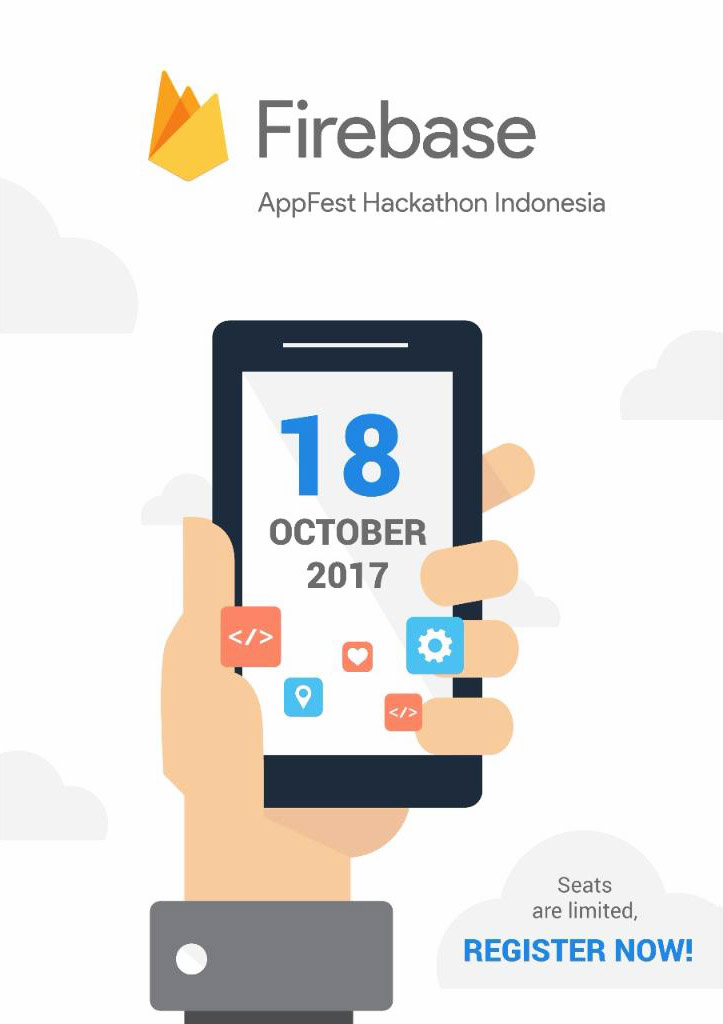 Firebase
AppFest Hackathon Indonesia
18
OCTOBER
2017
</>
</>
Seats
are limited,
REGISTER NOW!